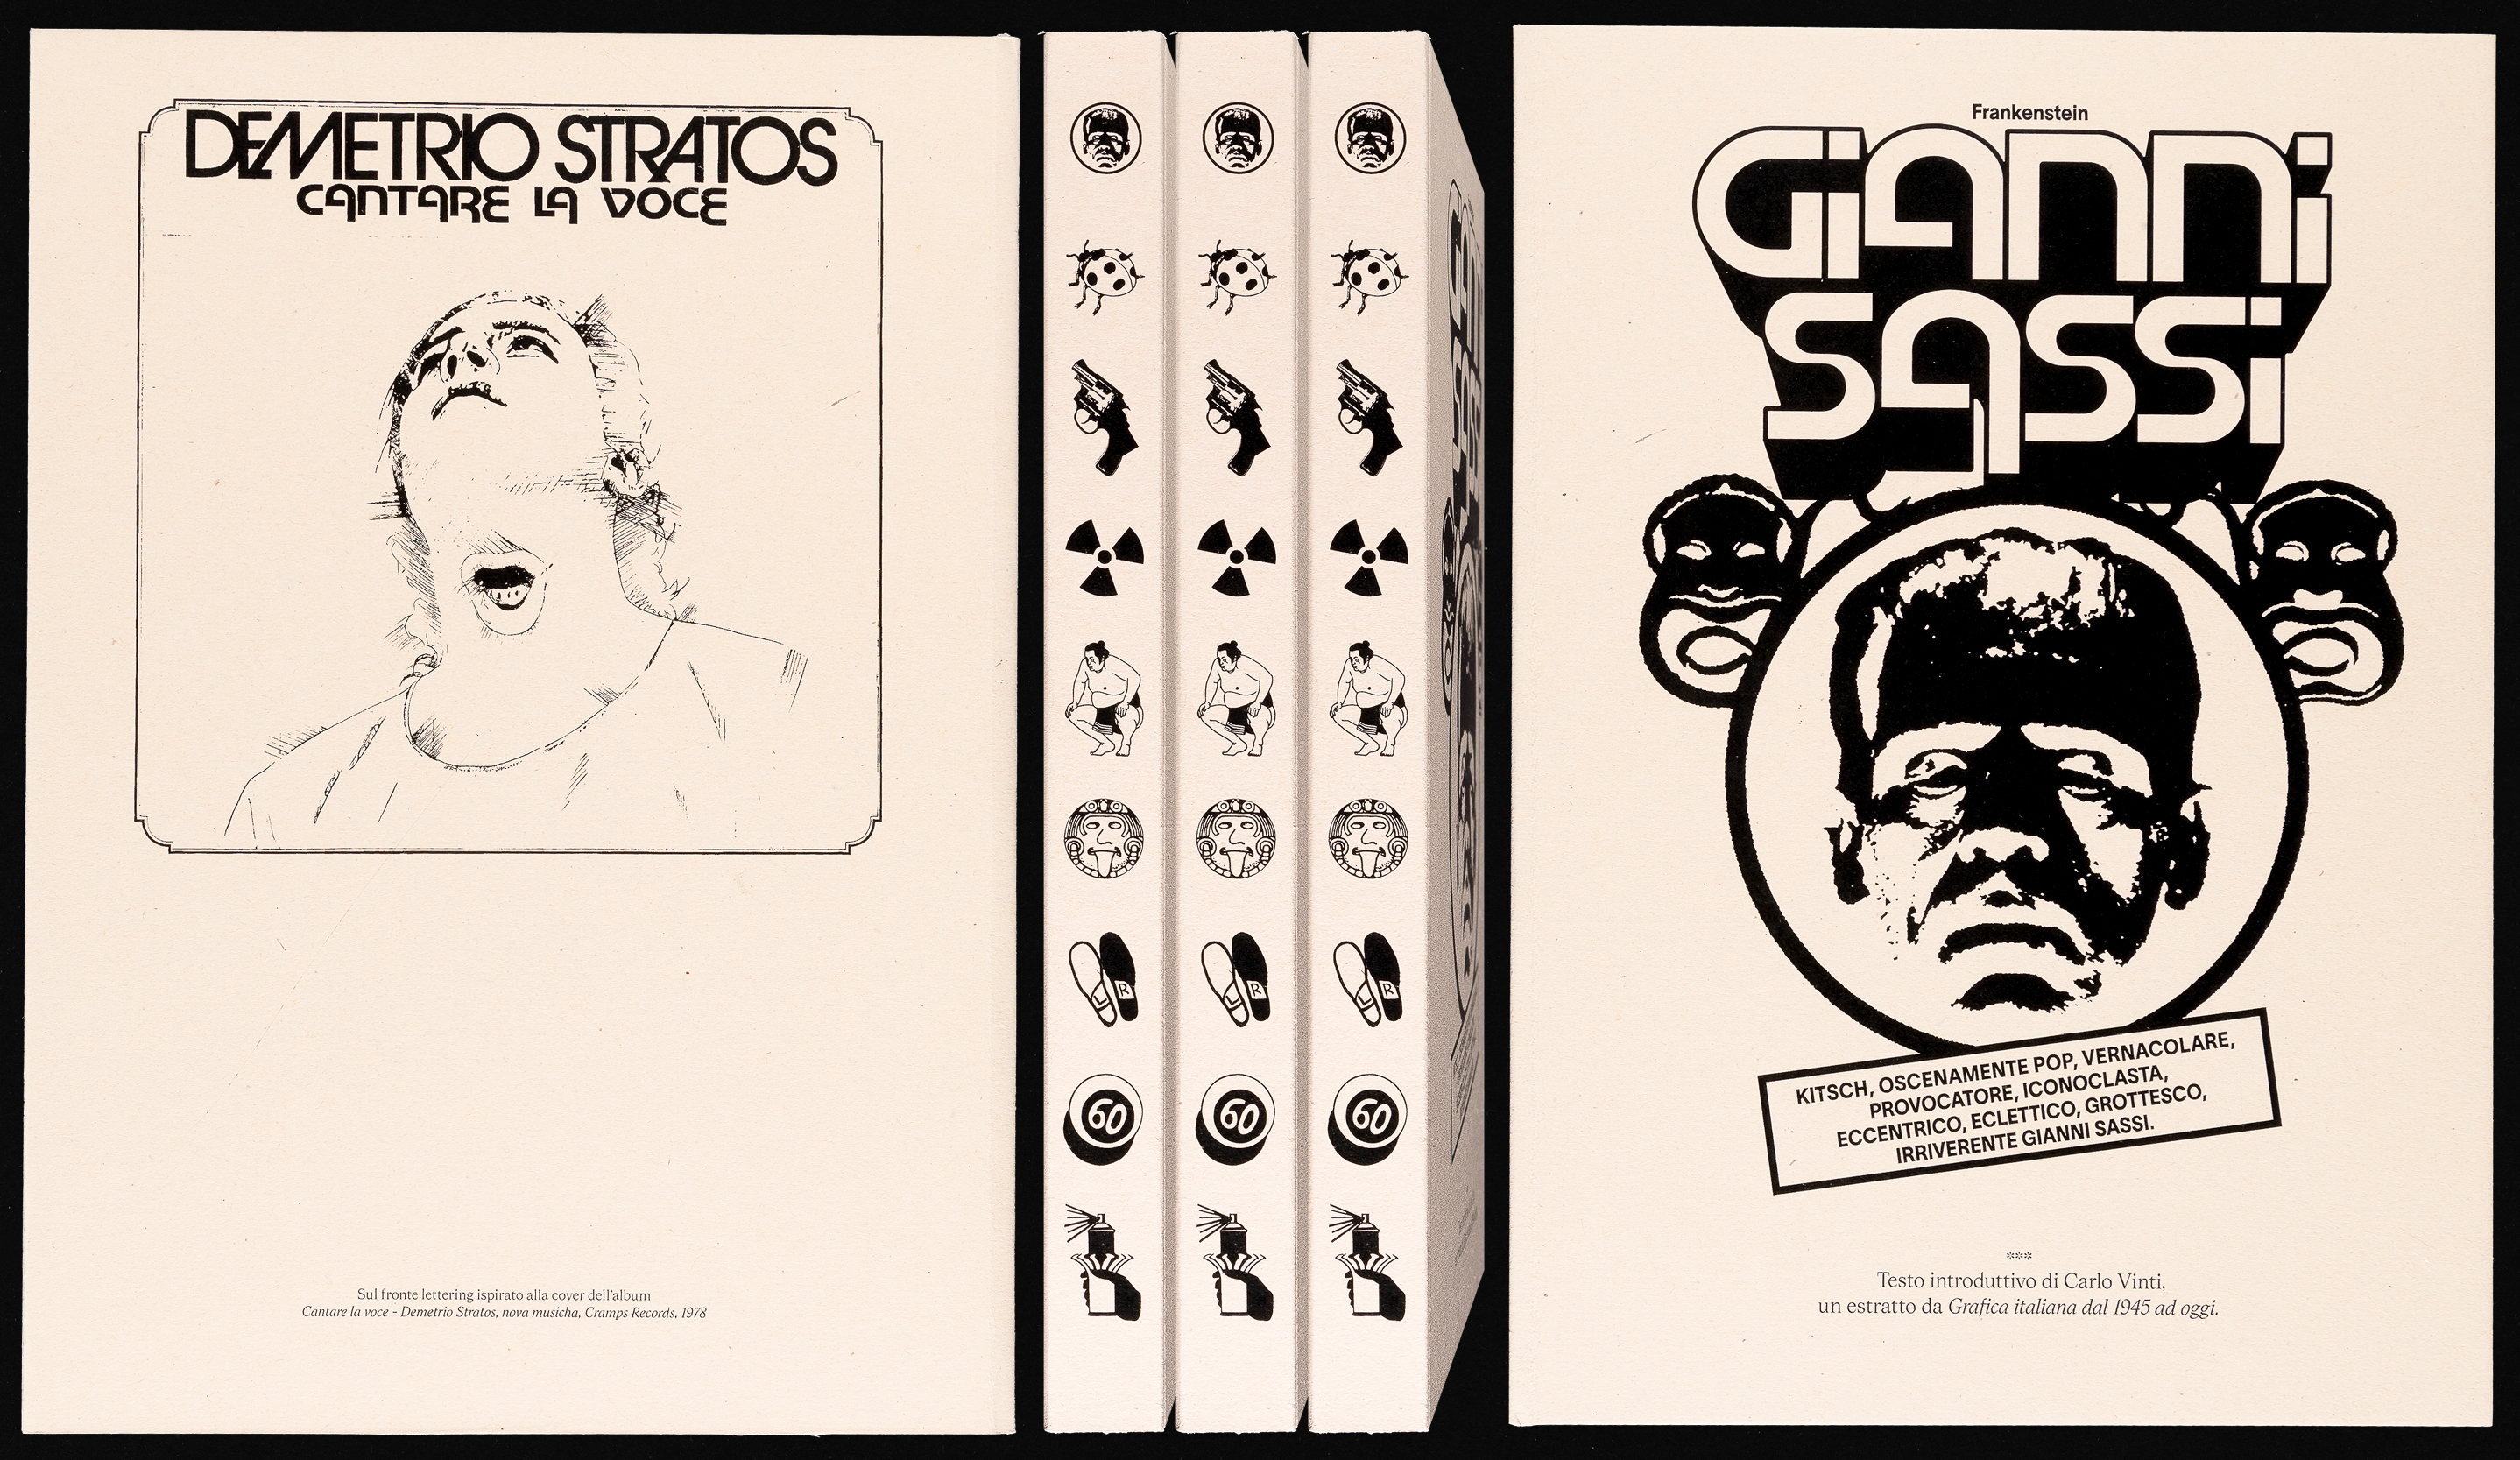 DEMETRIO STRATOS
CANTARE LA VOCE
Sul fronte lettering ispirato alla cover dell'album
Cantare la voce - Demetrio Stratos, nova musicha, Cramps Records, 1978
L R
60
L R
60
L R
60
Frankenstein
Gianni
Sassi
KITSCH, OSCENAMENTE POP, VERNACOLARE,
PROVOCATORE, ICONOCLASTA,
ECCENTRICO, ECLETTICO, GROTTESCO,
IRRIVERENTE GIANNI SASSI.
***
Testo introduttivo di Carlo Vinti,
un estratto da Grafica italiana dal 1945 ad oggi.